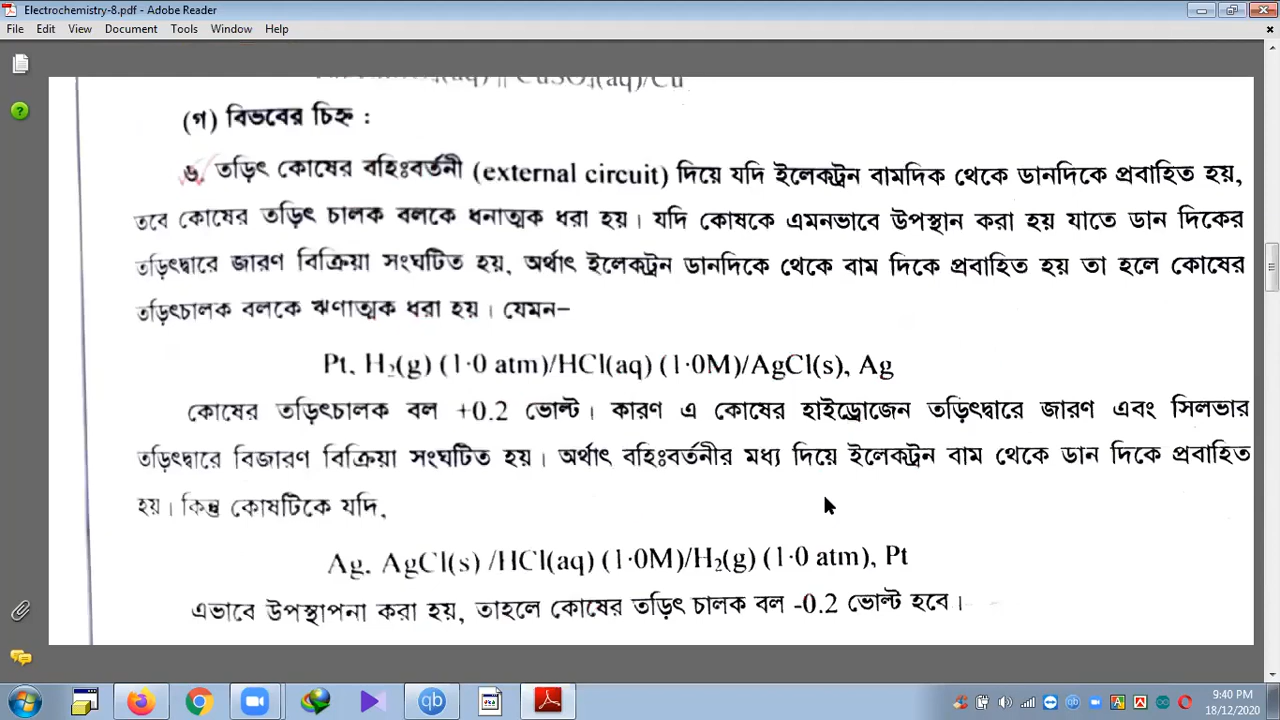 Electrochemistry-8.pdf - Adobe Reader
File Edit View Document Tools Window Help
CuSO₄(aq)/Cu
(গ) বিভবের চিহ্ন :
৬. তড়িৎ কোষের বহিঃবর্তনী (external circuit) দিয়ে যদি ইলেকট্রন বামদিক থেকে ডানদিকে প্রবাহিত হয়,
তবে কোষের তড়িৎ চালক বলকে ধনাত্মক ধরা হয়। যদি কোষকে এমনভাবে উপস্থান করা হয় যাতে ডান দিকের
তড়িৎদ্বারে জারণ বিক্রিয়া সংঘটিত হয়, অর্থাৎ ইলেকট্রন ডানদিকে থেকে বাম দিকে প্রবাহিত হয় তা হলে কোষের
তড়িৎচালক বলকে ঋণাত্মক ধরা হয়। যেমন-
Pt, H₂(g) (1·0 atm)/HCl(aq) (1·0M)/AgCl(s), Ag
কোষের তড়িৎচালক বল +0.2 ভোল্ট। কারণ এ কোষের হাইড্রোজেন তড়িৎদ্বারে জারণ এবং সিলভার
তড়িৎদ্বারে বিজারণ বিক্রিয়া সংঘটিত হয়। অর্থাৎ বহিঃবর্তনীর মধ্য দিয়ে ইলেকট্রন বাম থেকে ডান দিকে প্রবাহিত
হয়। কিন্তু কোষটিকে যদি,
Ag. AgCl(s) /HCl(aq) (1·0M)/H₂(g) (1·0 atm), Pt
এভাবে উপস্থাপনা করা হয়, তাহলে কোষের তড়িৎ চালক বল -0.2 ভোল্ট হবে।
qb
9:40 PM
18/12/2020